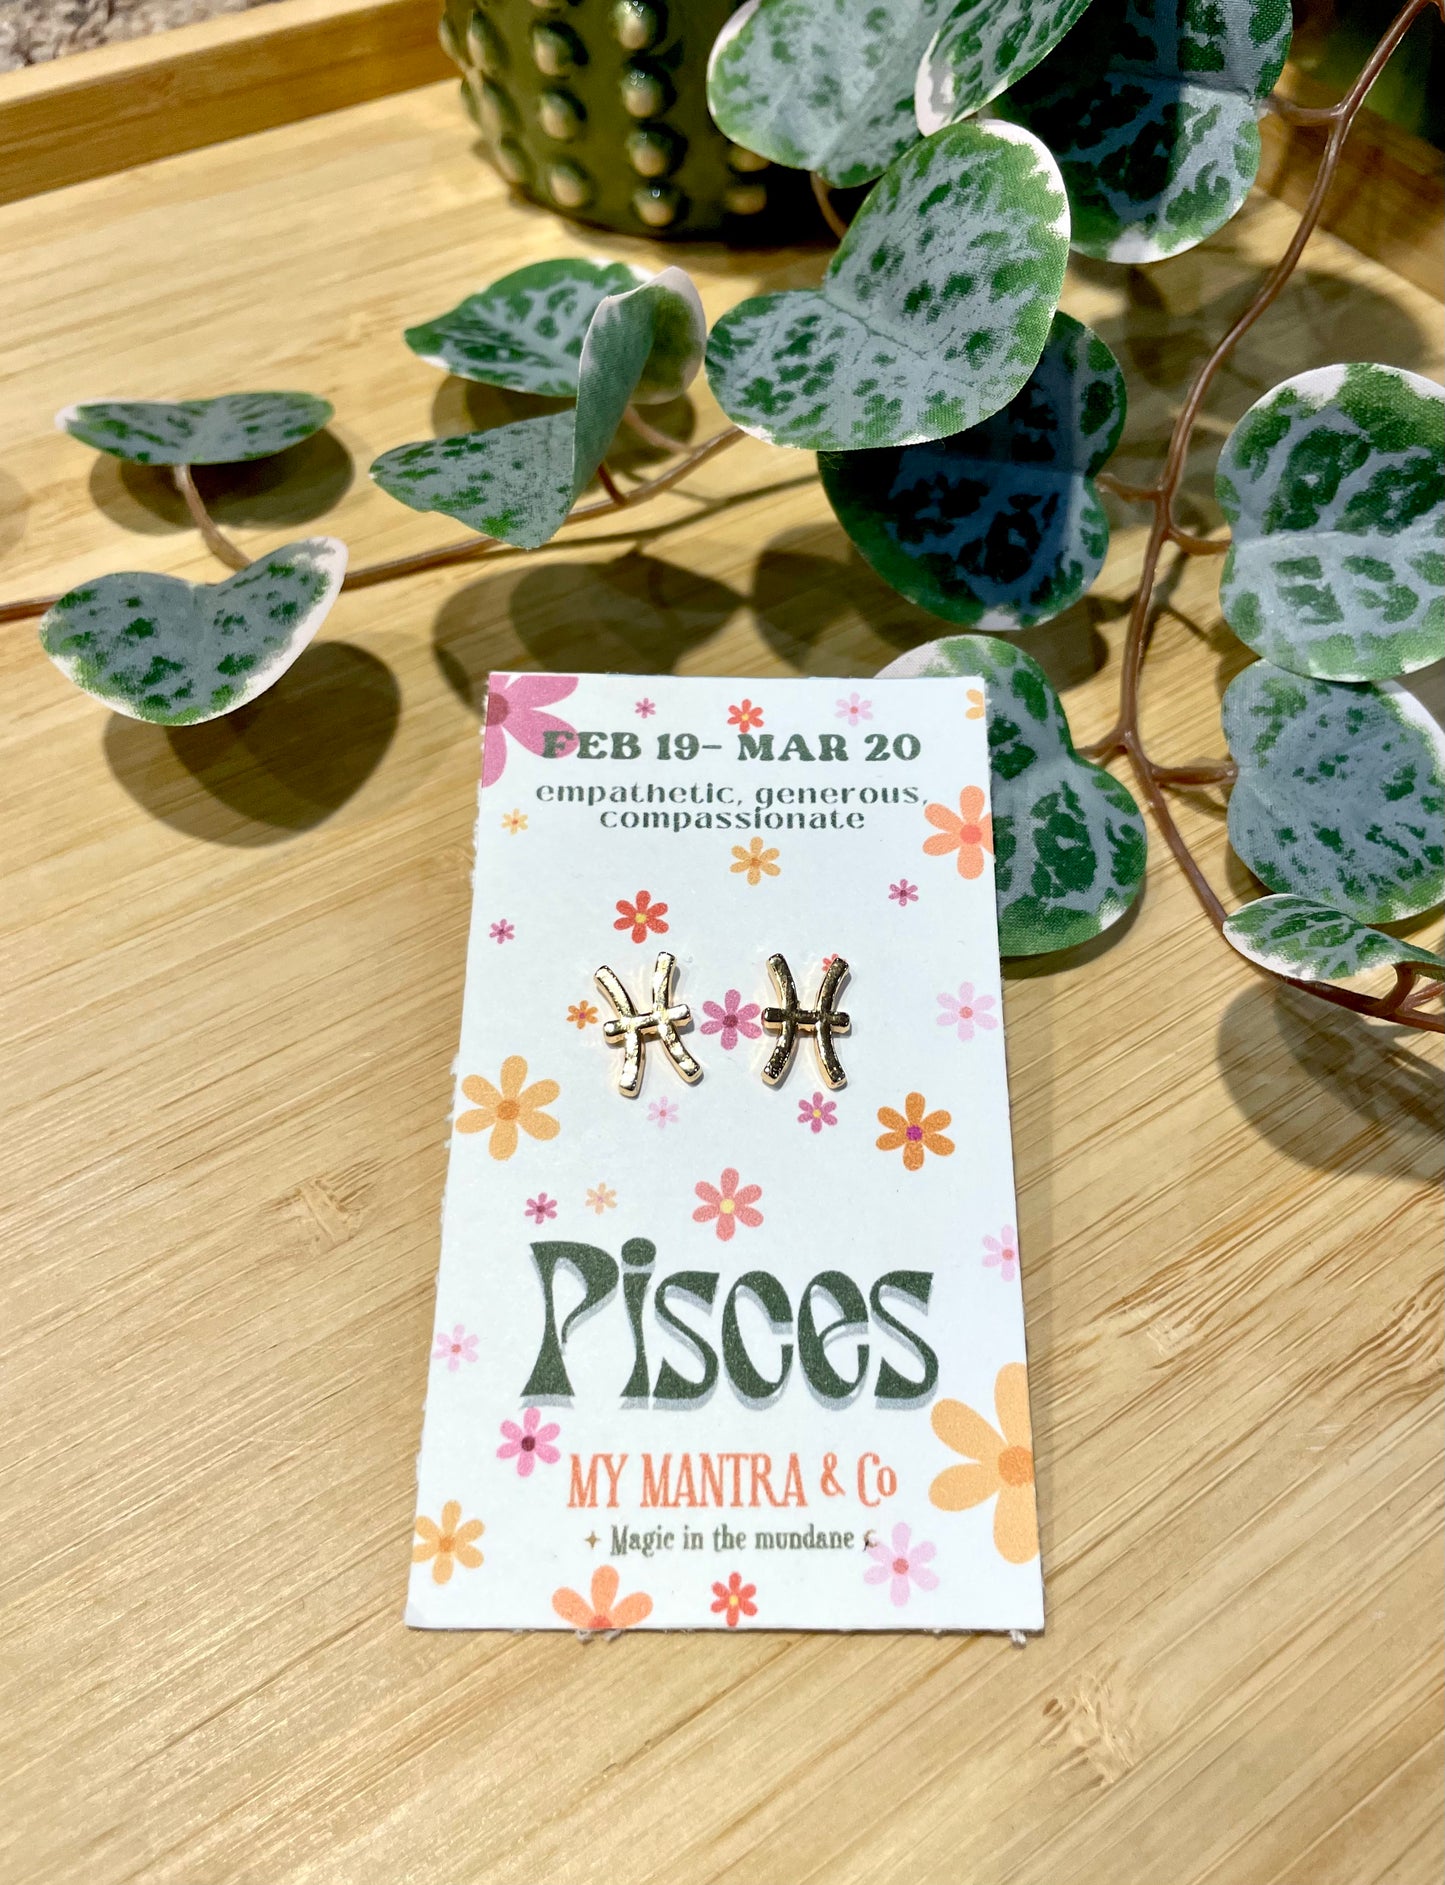 FEB 19- MAR 20
empathetic, generous,
compassionate
Pisces
MY MANTRA & Co
Magic in the mundane